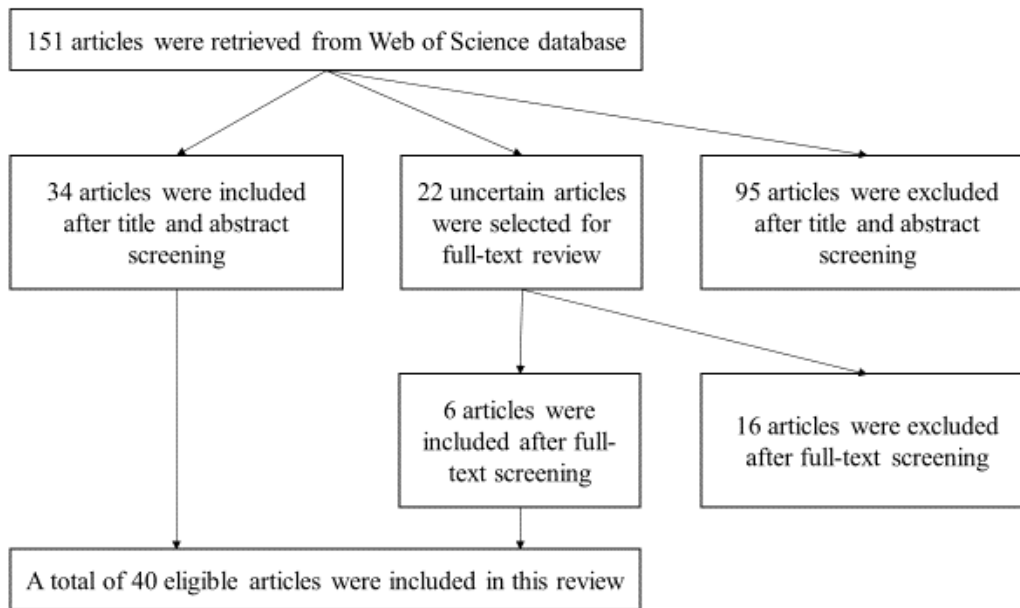 151 articles were retrieved from Web of Science database
34 articles were included
after title and abstract
screening
22 uncertain articles
were selected for
full-text review
95 articles were excluded
after title and abstract
screening
6 articles were
included after full-
text screening
16 articles were excluded
after full-text screening
A total of 40 eligible articles were included in this review